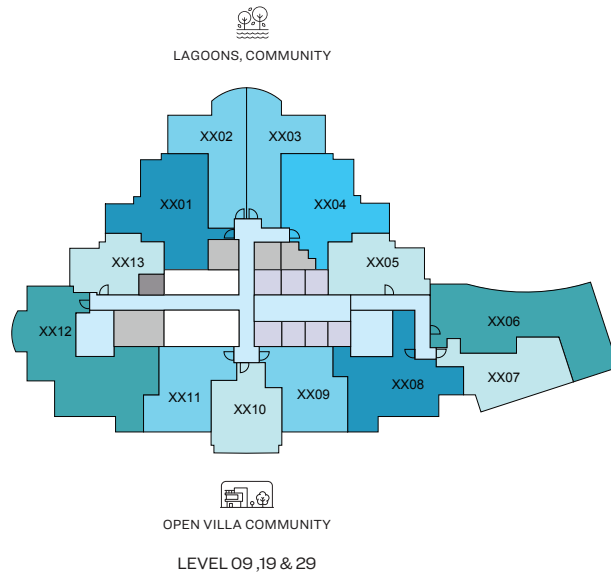 LAGOONS, COMMUNITY
XX02
XX03
XX01
XX04
XX13
XX05
XX12
XX06
XX07
XX08
XX11
XX09
XX10
OPEN VILLA COMMUNITY
LEVEL 09 ,19 & 29